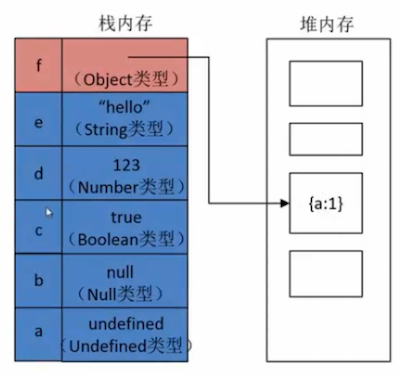 栈内存
堆内存
f
（Object类型）
e
“hello”
（String类型）
d
123
（Number类型）
{a:1}
c
true
（Boolean类型）
b
null
（Null类型）
a
undefined
（Undefined类型）